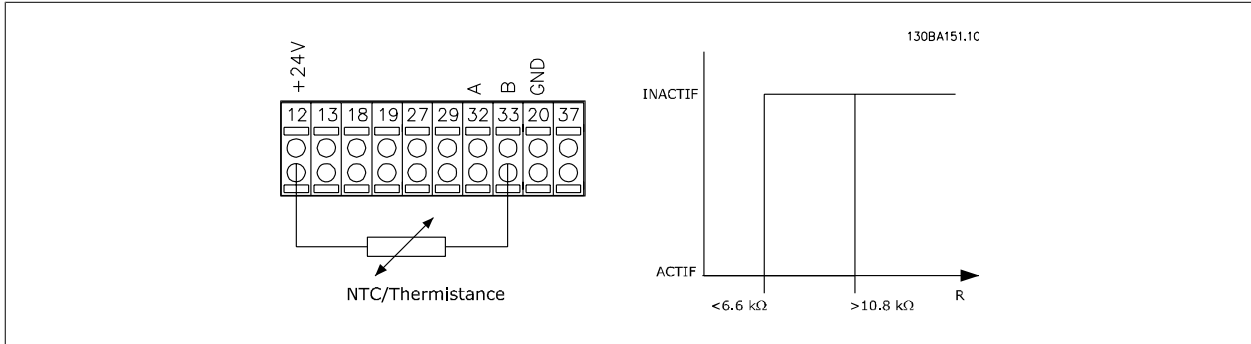 130BA151.10
+24V
A
B
GND
12 13 18 19 27 29 32 33 20 37
NTC/Thermistance
INACTIF
ACTIF
<6.6 kΩ
>10.8 kΩ
R